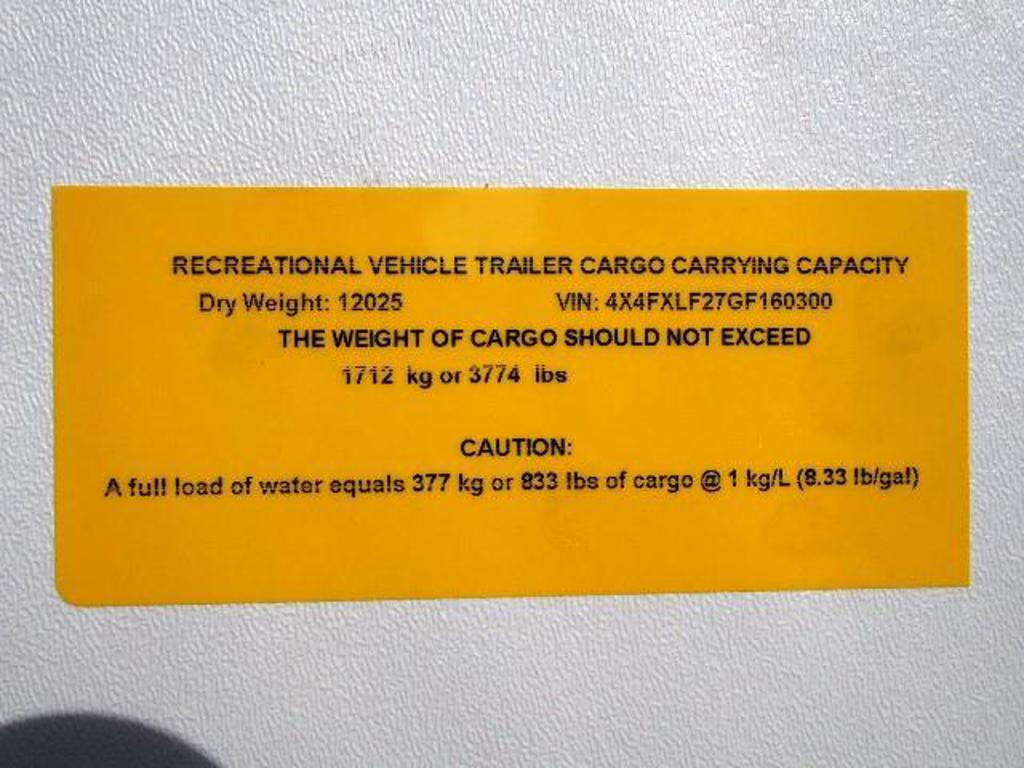 RECREATIONAL VEHICLE TRAILER CARGO CARRYING CAPACITY
Dry Weight: 12025 VIN: 4X4FXLF27GF160300
THE WEIGHT OF CARGO SHOULD NOT EXCEED
1712 kg or 3774 lbs
CAUTION:
A full load of water equals 377 kg or 833 lbs of cargo @ 1 kg/L (8.33 lb/gal)